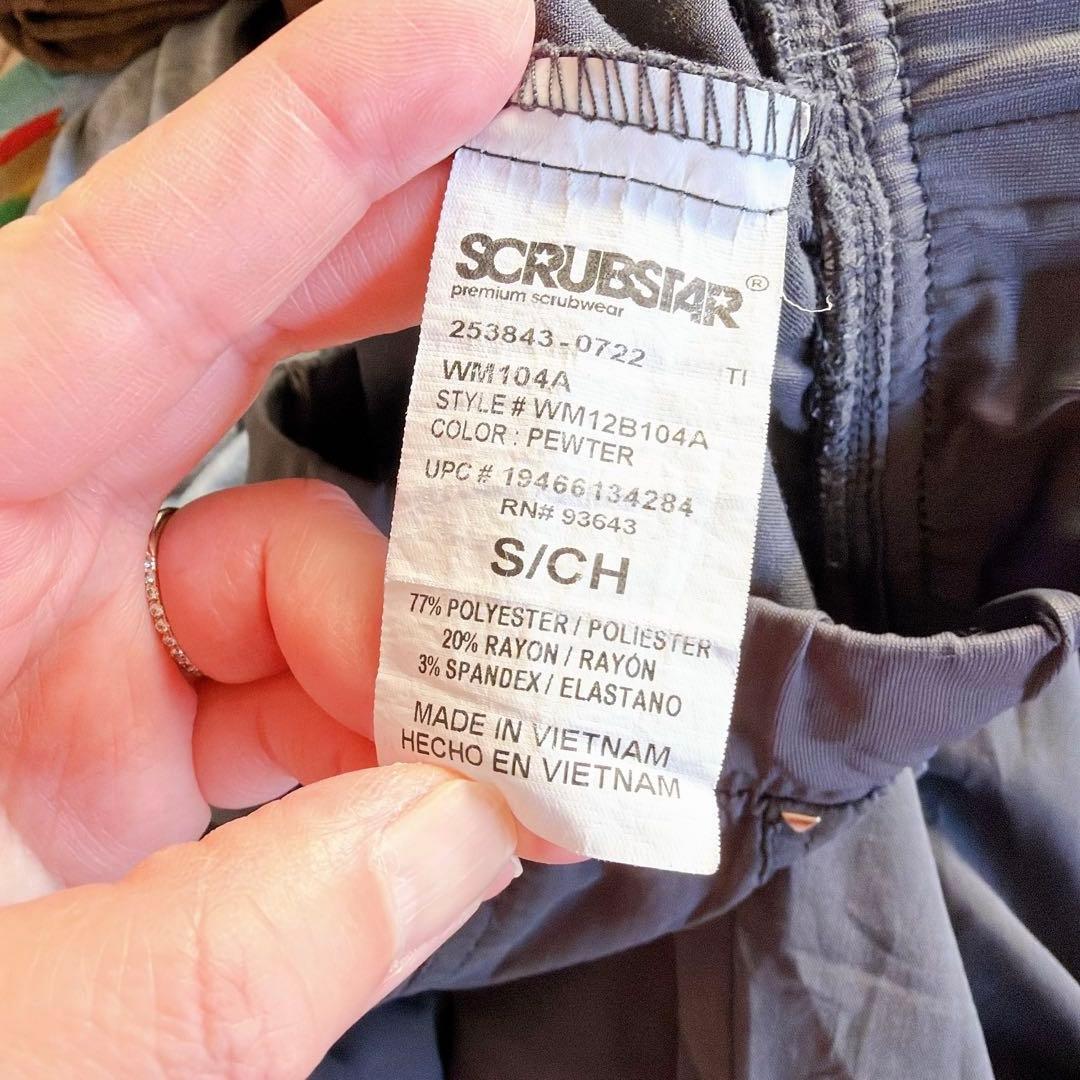 SCRUBSTAR®
premium scrubwear
253843-0722
WM104A TI
STYLE # WM12B104A
COLOR : PEWTER
UPC # 19466134284
RN# 93643
S/CH
77% POLYESTER / POLIESTER
20% RAYON / RAYÓN
3% SPANDEX / ELASTANO
MADE IN VIETNAM
HECHO EN VIETNAM